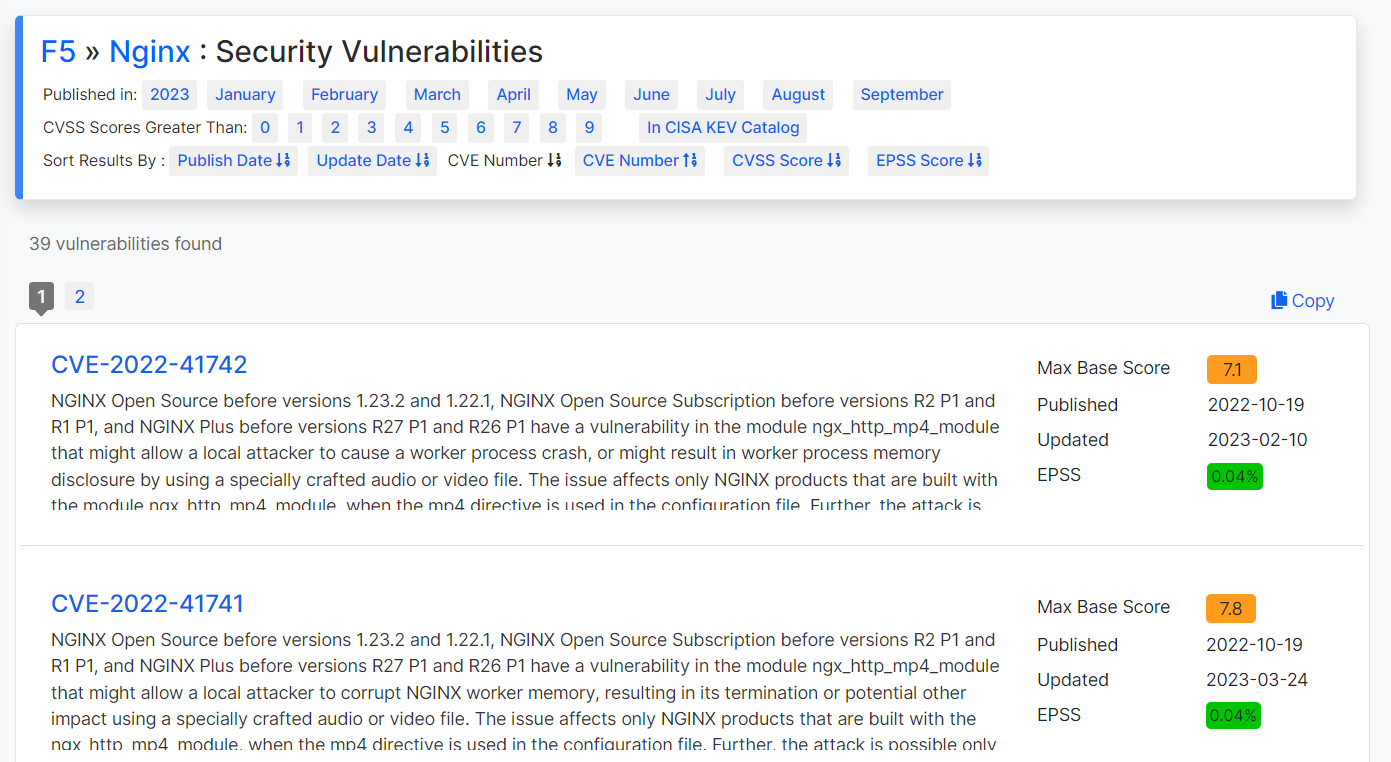 F5 » Nginx : Security Vulnerabilities
Published in: 2023 January February March April May June July August September
CVSS Scores Greater Than: 0 1 2 3 4 5 6 7 8 9 In CISA KEV Catalog
Sort Results By : Publish Date Update Date CVE Number CVE Number CVSS Score EPSS Score
39 vulnerabilities found
1 2
Copy
CVE-2022-41742
NGINX Open Source before versions 1.23.2 and 1.22.1, NGINX Open Source Subscription before versions R2 P1 and
R1 P1, and NGINX Plus before versions R27 P1 and R26 P1 have a vulnerability in the module ngx_http_mp4_module
that might allow a local attacker to cause a worker process crash, or might result in worker process memory
disclosure by using a specially crafted audio or video file. The issue affects only NGINX products that are built with
the module ngx_http_mp4_module, when the mp4 directive is used in the configuration file. Further, the attack is
Max Base Score 7.1
Published 2022-10-19
Updated 2023-02-10
EPSS 0.04%
CVE-2022-41741
NGINX Open Source before versions 1.23.2 and 1.22.1, NGINX Open Source Subscription before versions R2 P1 and
R1 P1, and NGINX Plus before versions R27 P1 and R26 P1 have a vulnerability in the module ngx_http_mp4_module
that might allow a local attacker to corrupt NGINX worker memory, resulting in its termination or potential other
impact using a specially crafted audio or video file. The issue affects only NGINX products that are built with the
ngx_http_mp4_module, when the mp4 directive is used in the configuration file. Further, the attack is possible only
Max Base Score 7.8
Published 2022-10-19
Updated 2023-03-24
EPSS 0.04%